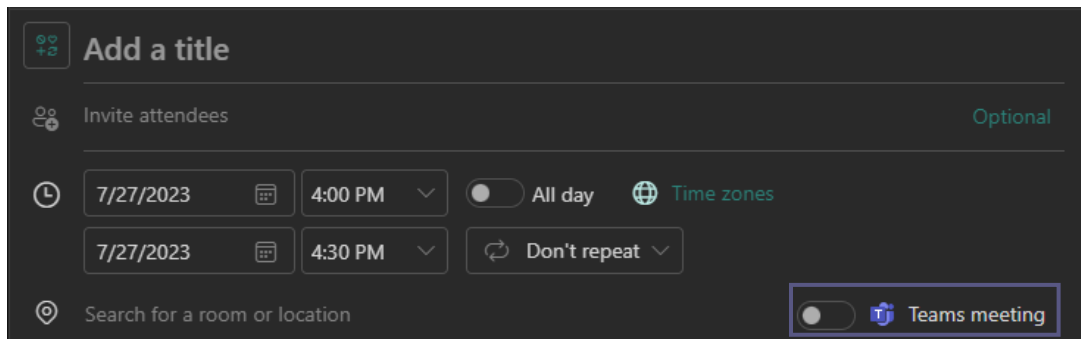 Add a title
Invite attendees Optional
7/27/2023 4:00 PM All day Time zones
7/27/2023 4:30 PM Don't repeat
Search for a room or location Teams meeting